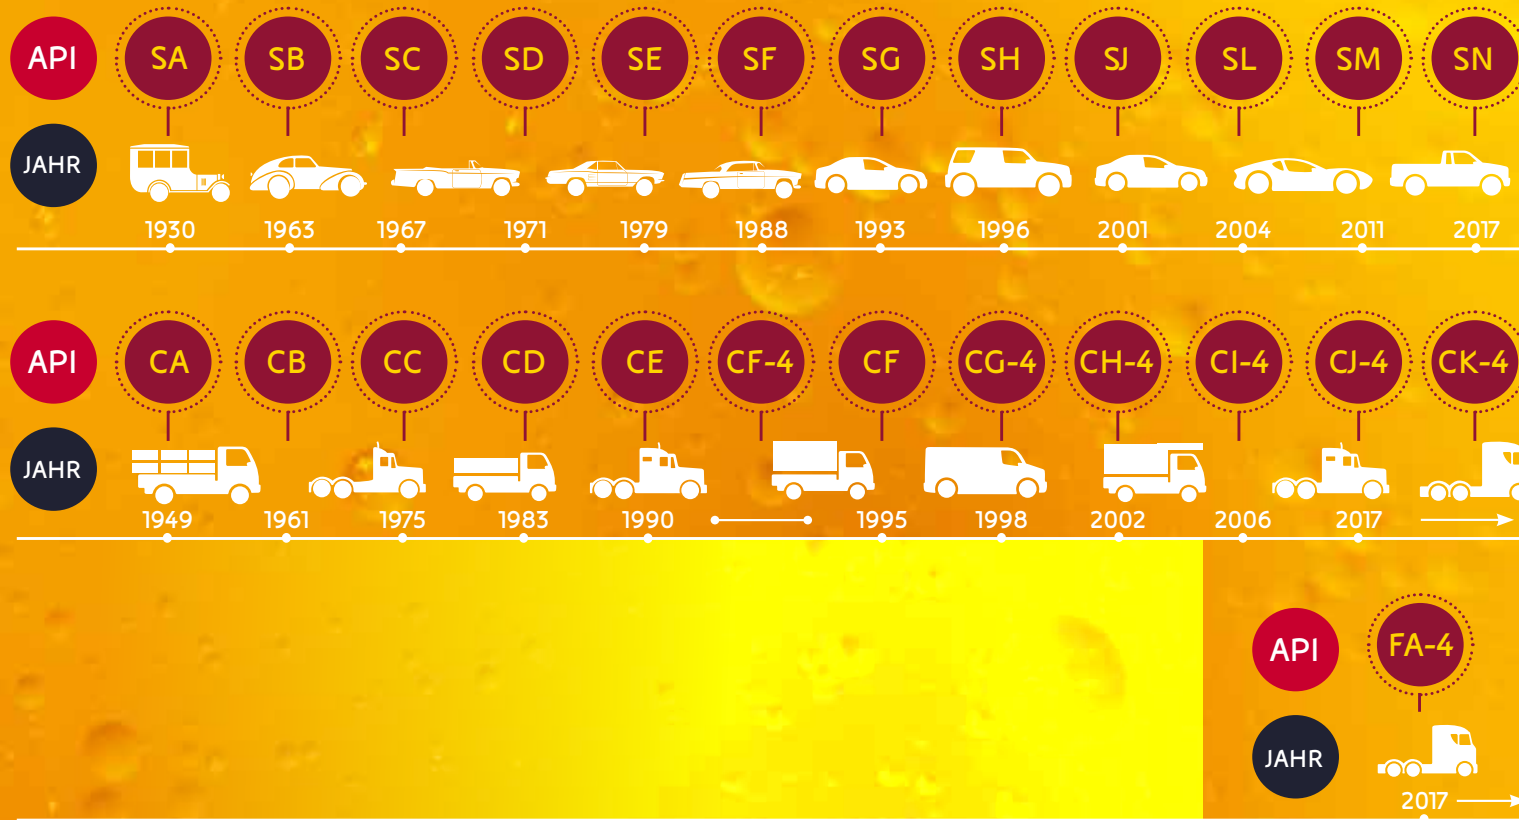 API SA SB SC SD SE SF SG SH SJ SL SM SN
JAHR
1930 1963 1967 1971 1979 1988 1993 1996 2001 2004 2011 2017
API CA CB CC CD CE CF-4 CF CG-4 CH-4 CI-4 CJ-4 CK-4
JAHR
1949 1961 1975 1983 1990 1995 1998 2002 2006 2017
API FA-4
JAHR
2017